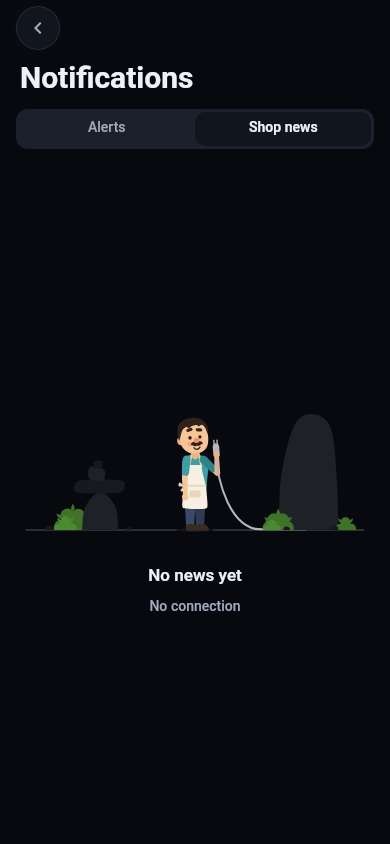 Notifications
Alerts
Shop news
No news yet
No connection